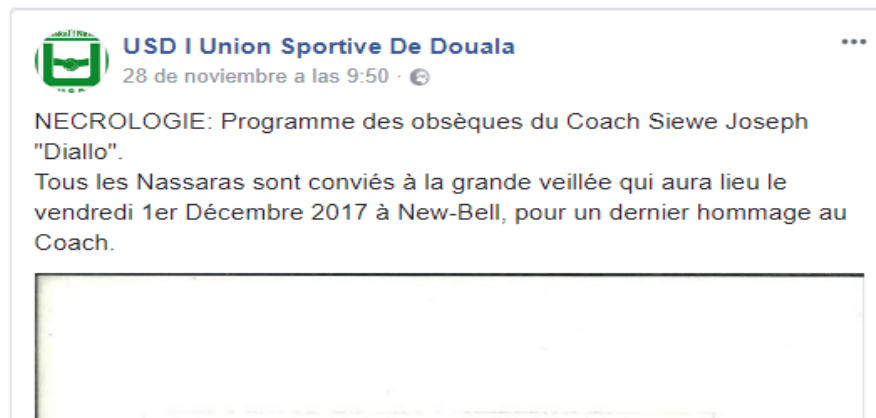 USD I Union Sportive De Douala
28 de noviembre a las 9:50 ·
NECROLOGIE: Programme des obsèques du Coach Siewe Joseph
"Diallo".
Tous les Nassaras sont conviés à la grande veillée qui aura lieu le
vendredi 1er Décembre 2017 à New-Bell, pour un dernier hommage au
Coach.